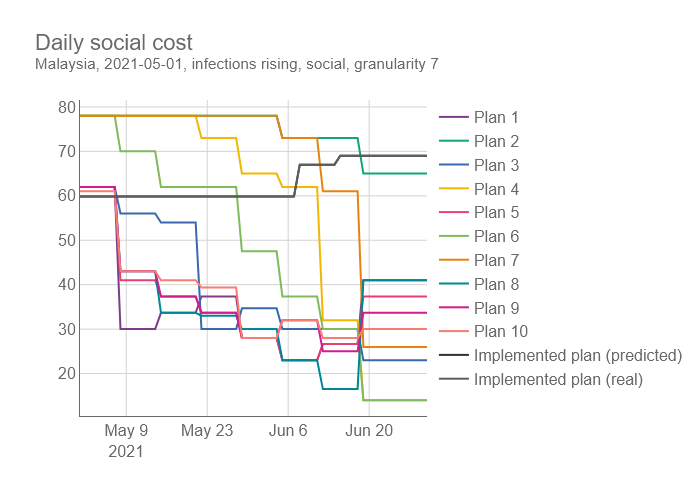 Daily social cost
Malaysia, 2021-05-01, infections rising, social, granularity 7
80
70
60
50
40
30
20
May 9
2021
May 23
Jun 6
Jun 20
Plan 1
Plan 2
Plan 3
Plan 4
Plan 5
Plan 6
Plan 7
Plan 8
Plan 9
Plan 10
Implemented plan (predicted)
Implemented plan (real)